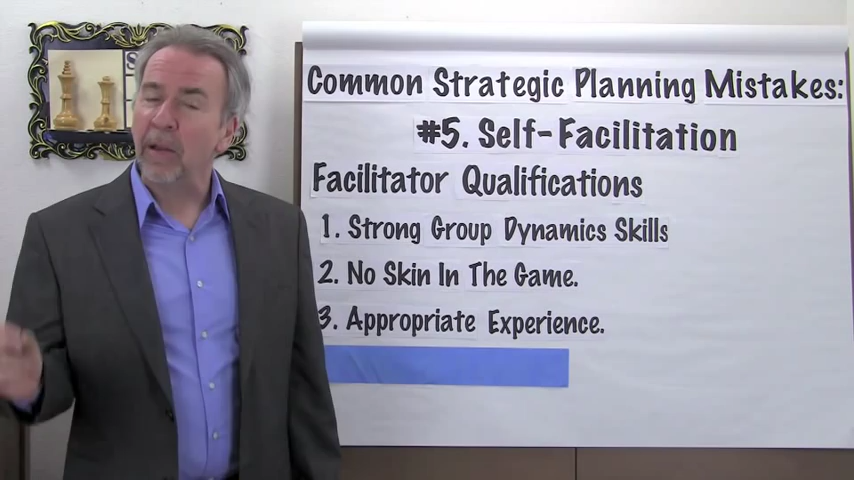 Common Strategic Planning Mistakes:
#5. Self-Facilitation
Facilitator Qualifications
1. Strong Group Dynamics Skills
2. No Skin In The Game.
3. Appropriate Experience.